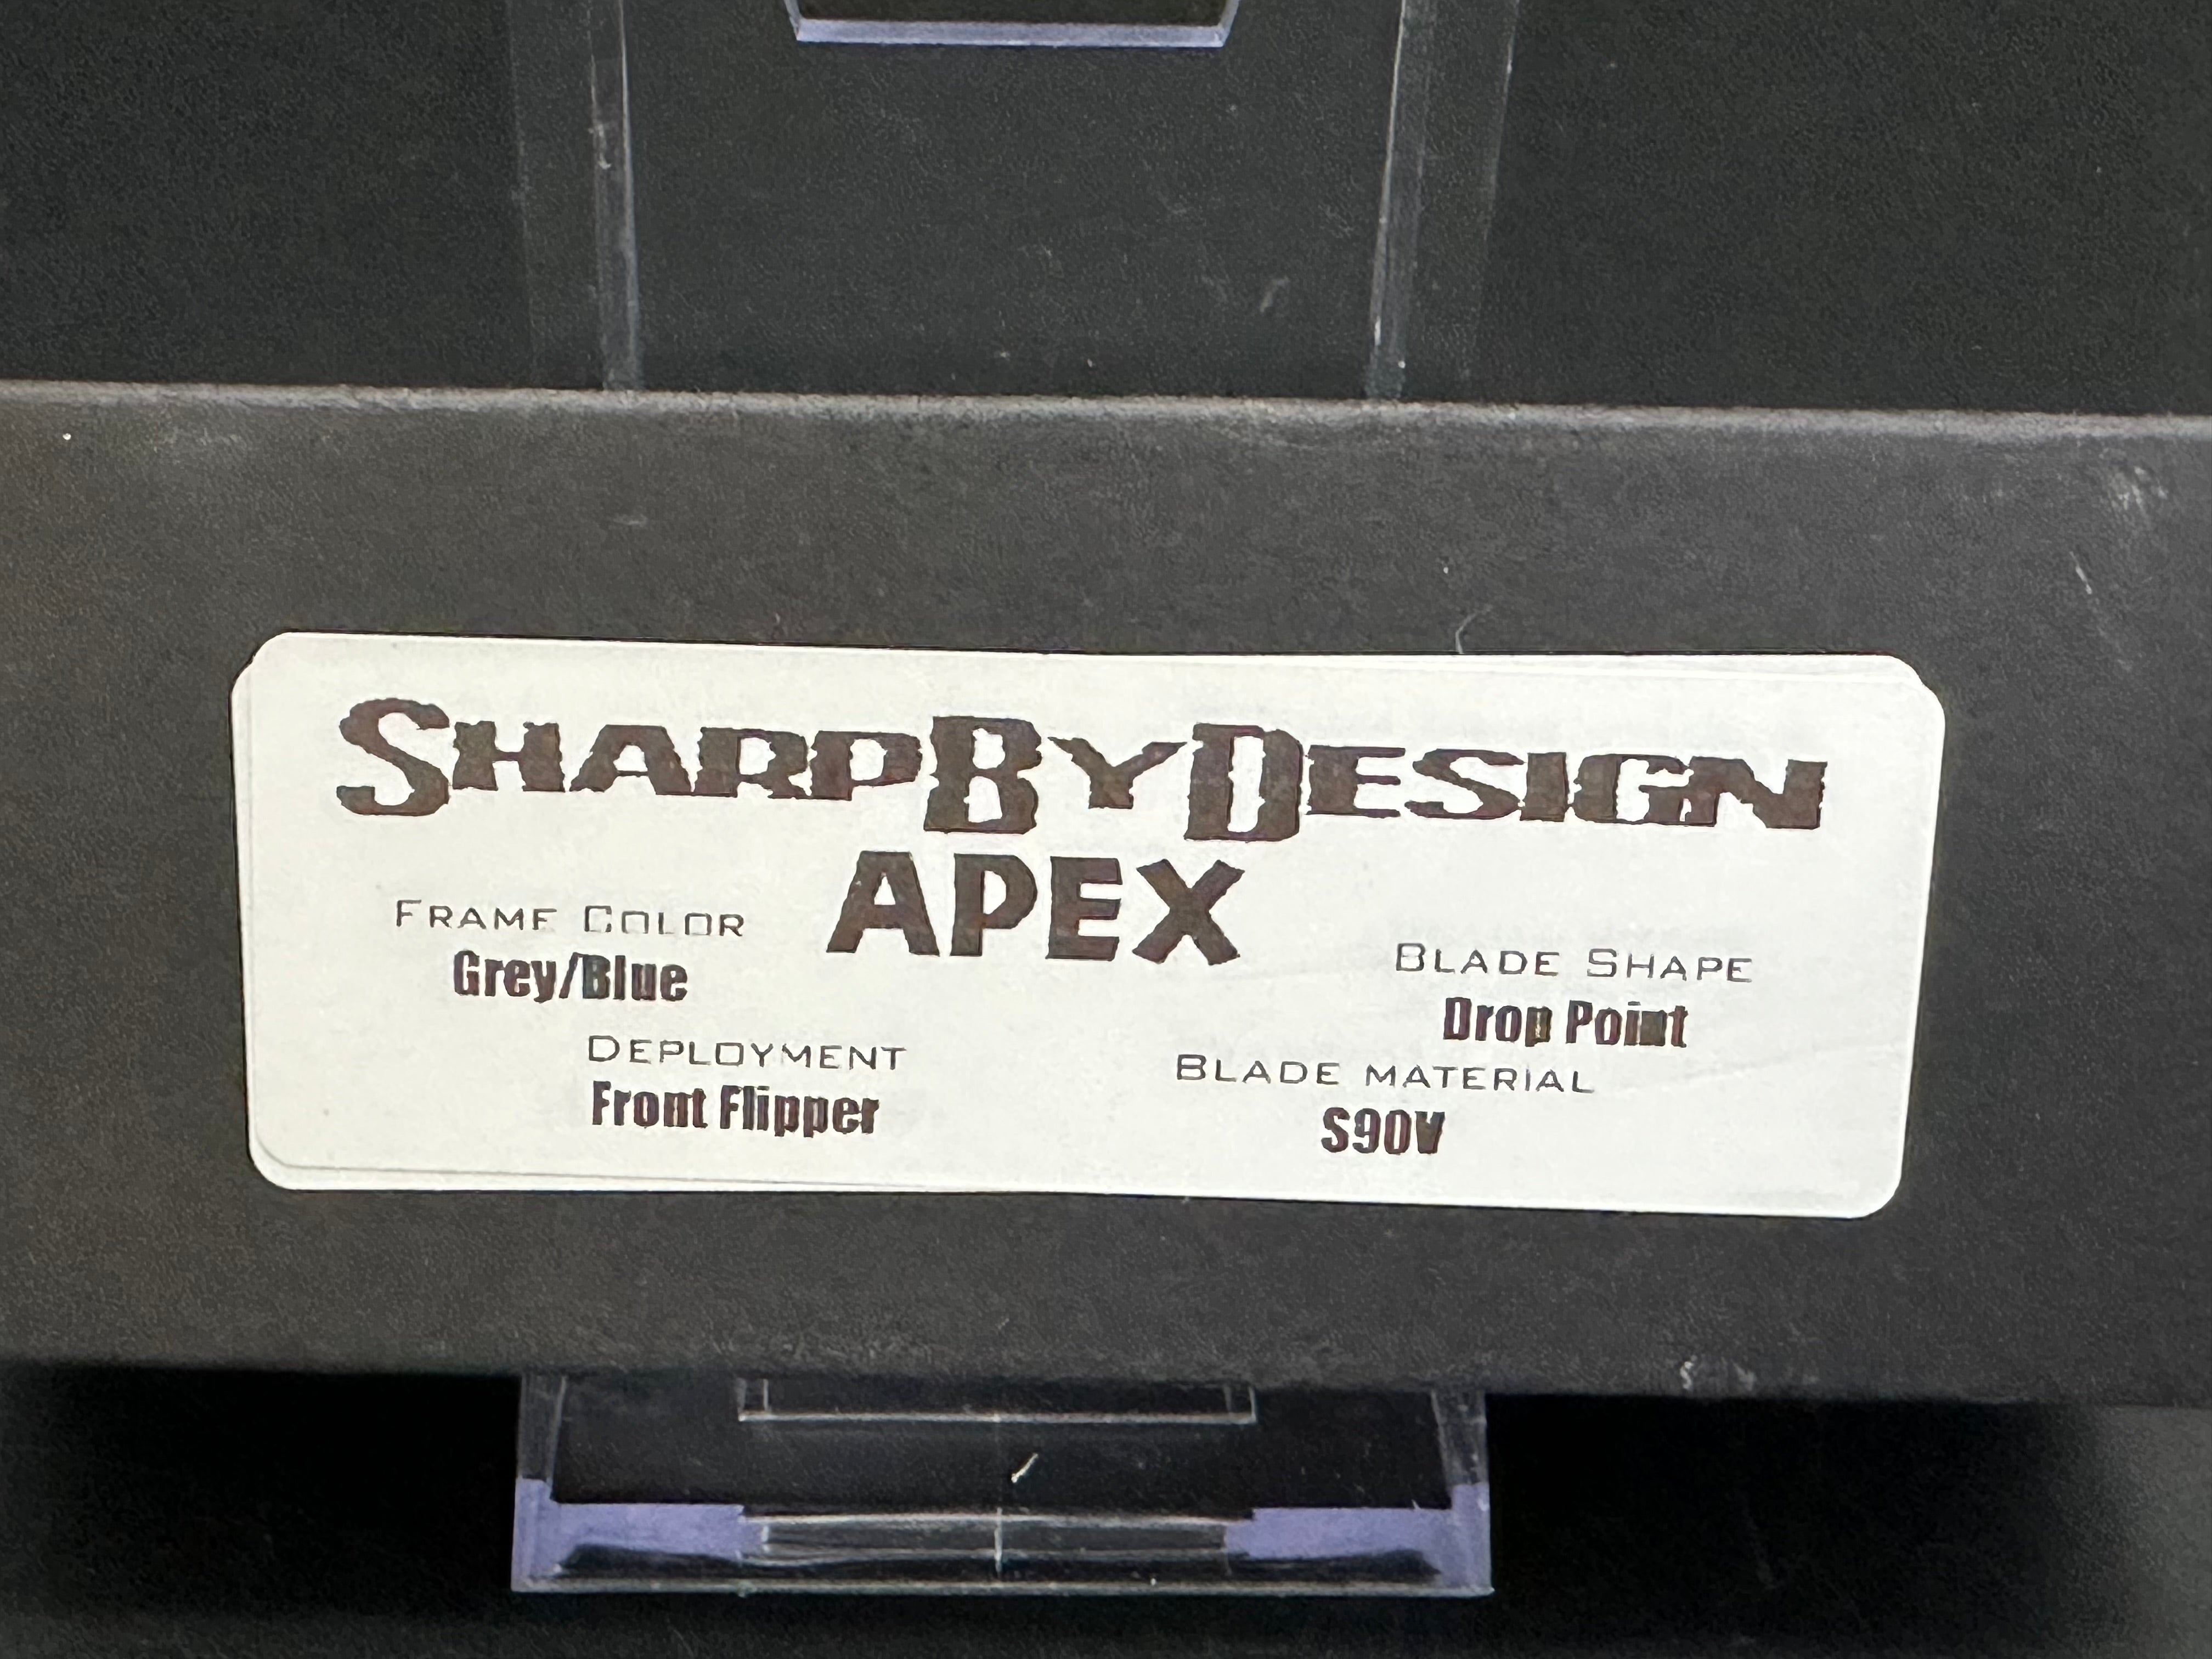 SHARPBYDESIGN
APEX
FRAME COLOR
Grey/Blue
BLADE SHAPE
Drop Point
DEPLOYMENT
Front Flipper
BLADE MATERIAL
S90V